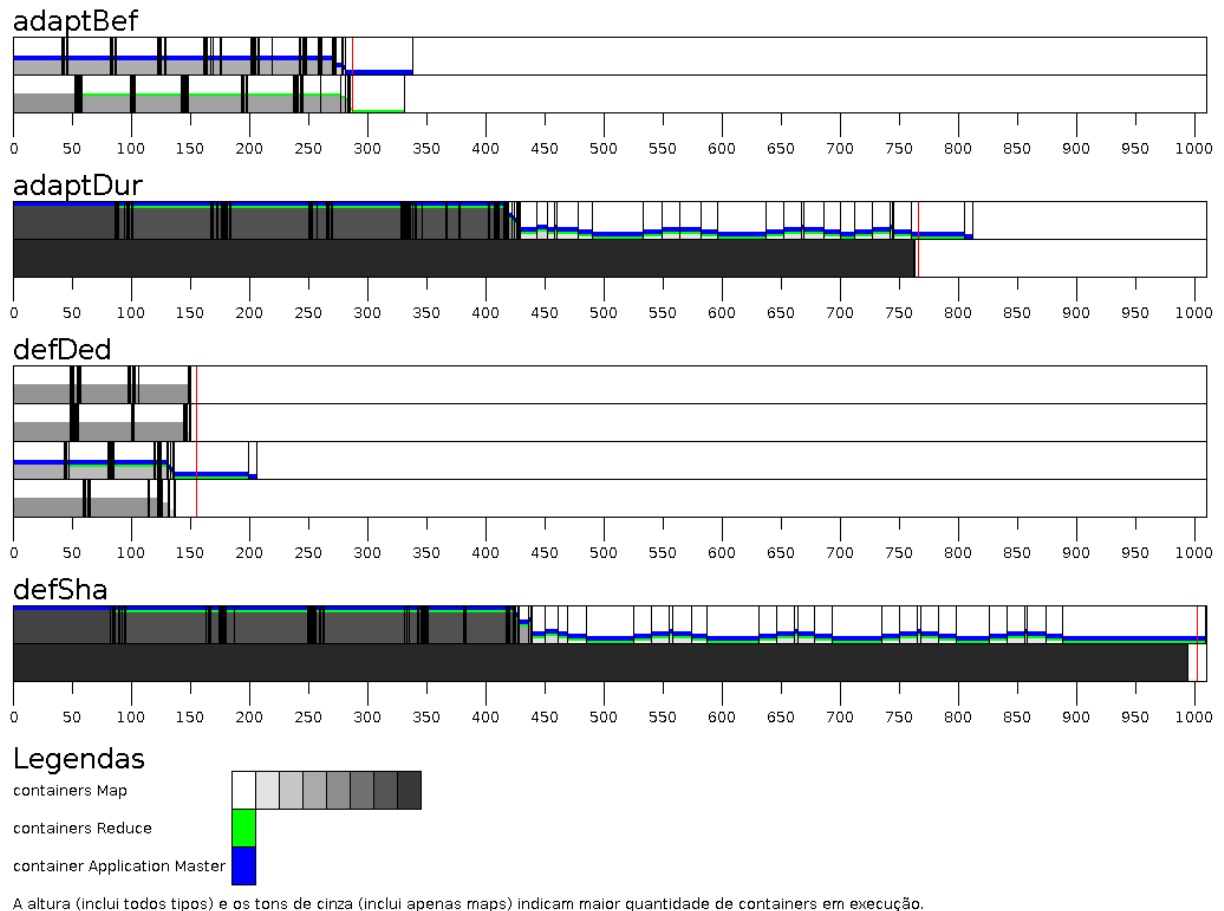 adaptBef
0 50 100 150 200 250 300 350 400 450 500 550 600 650 700 750 800 850 900 950 1000
adaptDur
0 50 100 150 200 250 300 350 400 450 500 550 600 650 700 750 800 850 900 950 1000
defDed
0 50 100 150 200 250 300 350 400 450 500 550 600 650 700 750 800 850 900 950 1000
defSha
0 50 100 150 200 250 300 350 400 450 500 550 600 650 700 750 800 850 900 950 1000
Legendas
containers Map
containers Reduce
container Application Master
A altura (inclui todos tipos) e os tons de cinza (inclui apenas maps) indicam maior quantidade de containers em execução.